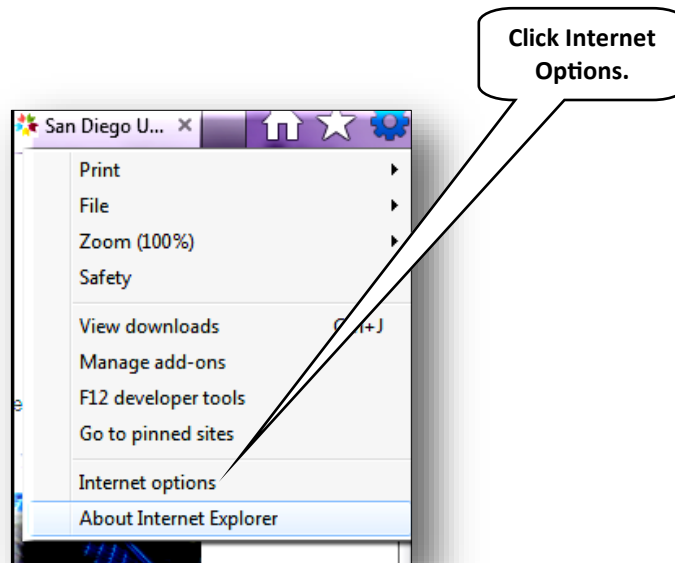 Click Internet
Options.
San Diego U...
Print
File
Zoom (100%)
Safety
View downloads
Manage add-ons
F12 developer tools
Go to pinned sites
Internet options
About Internet Explorer